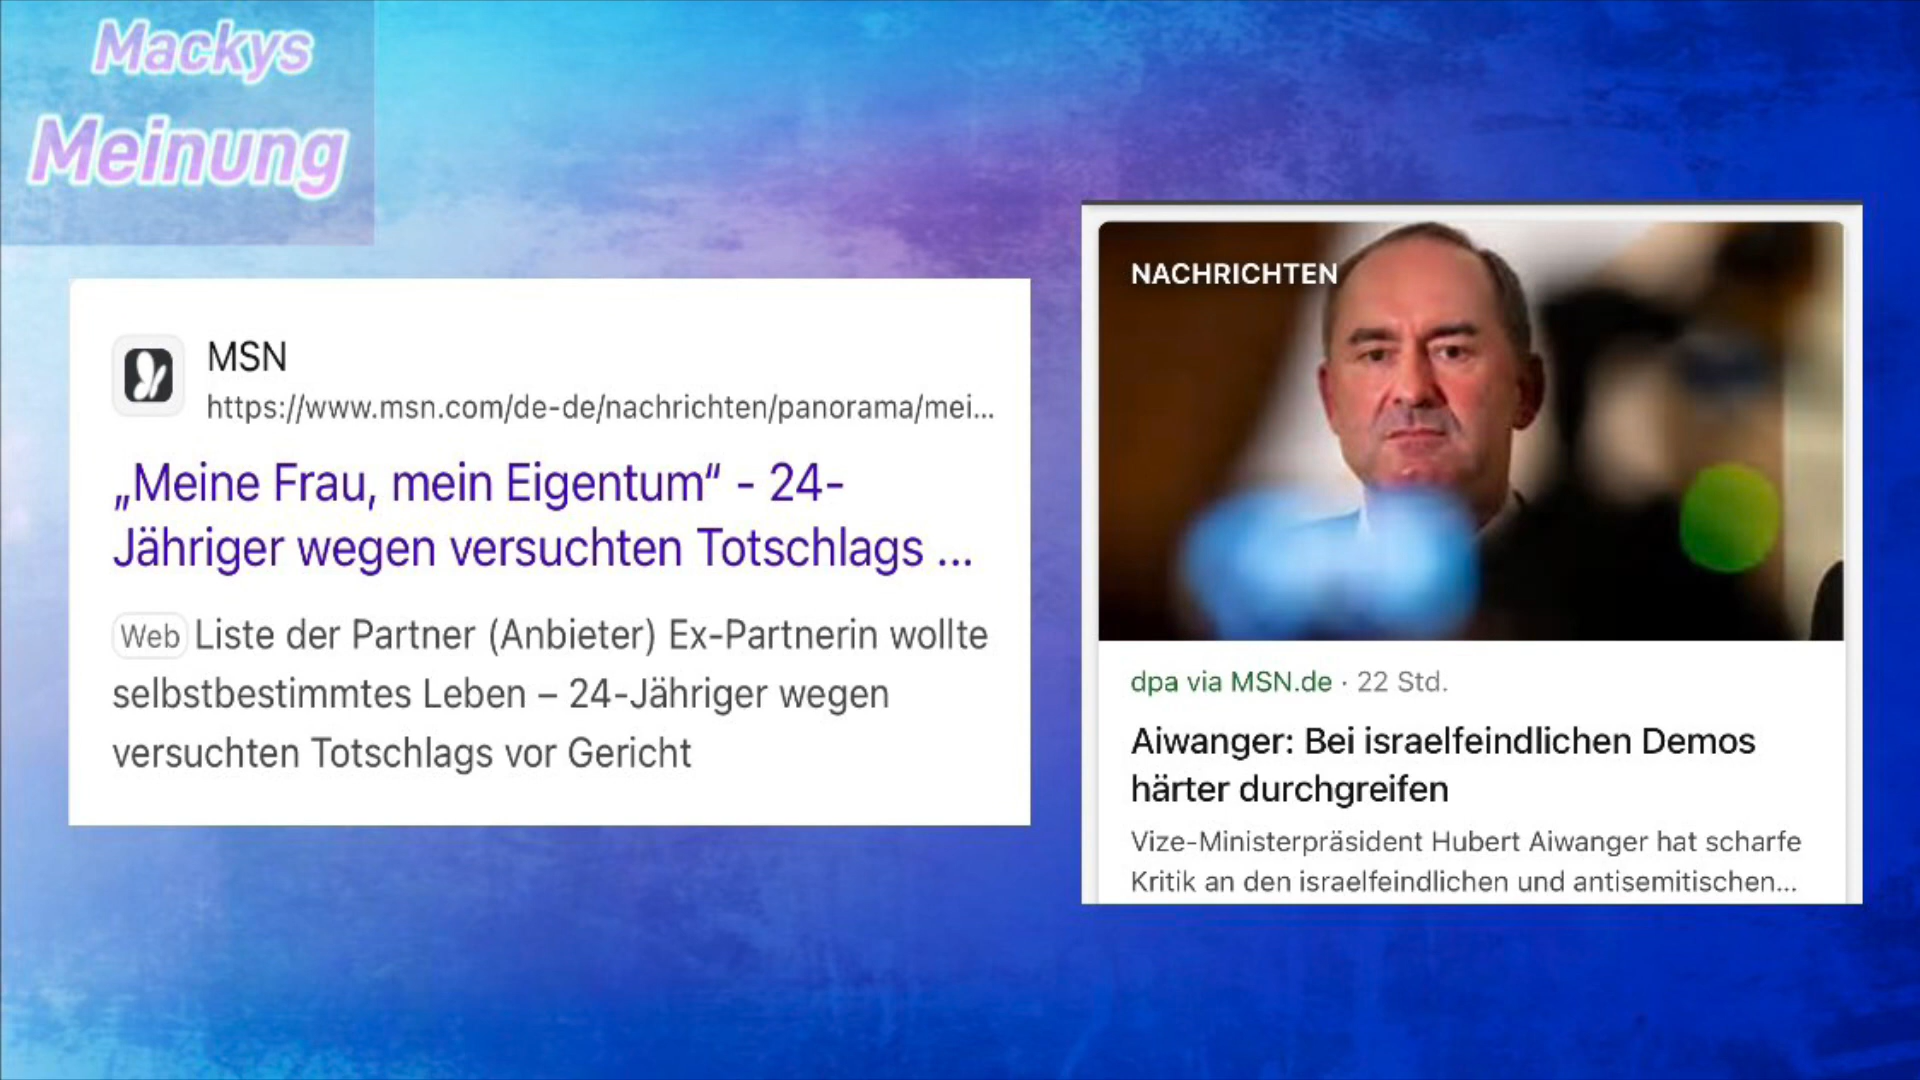 Mackys
Meinung
MSN
https://www.msn.com/de-de/nachrichten/panorama/mei...
„Meine Frau, mein Eigentum“ - 24-
Jähriger wegen versuchten Totschlags ...
Web Liste der Partner (Anbieter) Ex-Partnerin wollte
selbstbestimmtes Leben – 24-Jähriger wegen
versuchten Totschlags vor Gericht
NACHRICHTEN
dpa via MSN.de · 22 Std.
Aiwanger: Bei israelfeindlichen Demos
härter durchgreifen
Vize-Ministerpräsident Hubert Aiwanger hat scharfe
Kritik an den israelfeindlichen und antisemitischen...